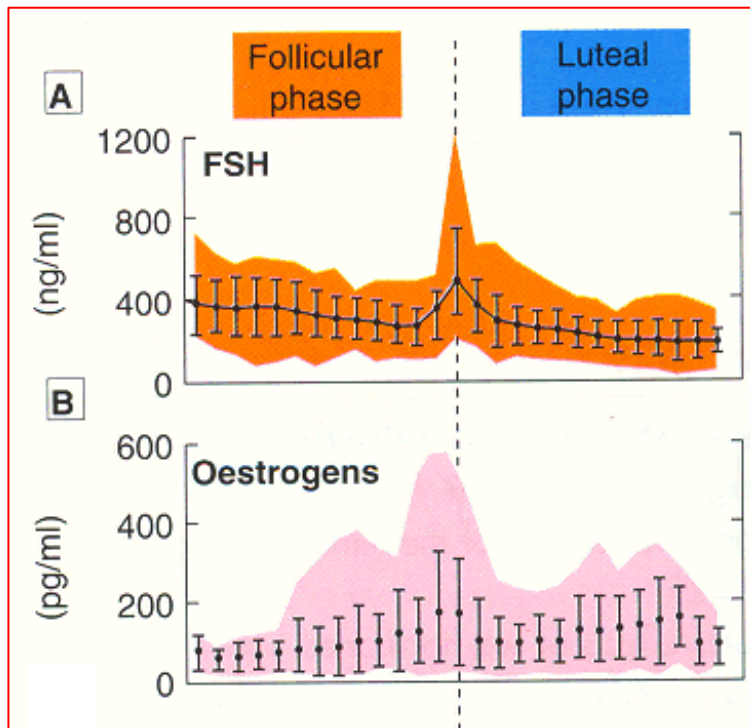 Follicular
phase
Luteal
phase
A
1200
FSH
800
(ng/ml)
400
0
B
600
Oestrogens
400
(pg/ml)
200
0